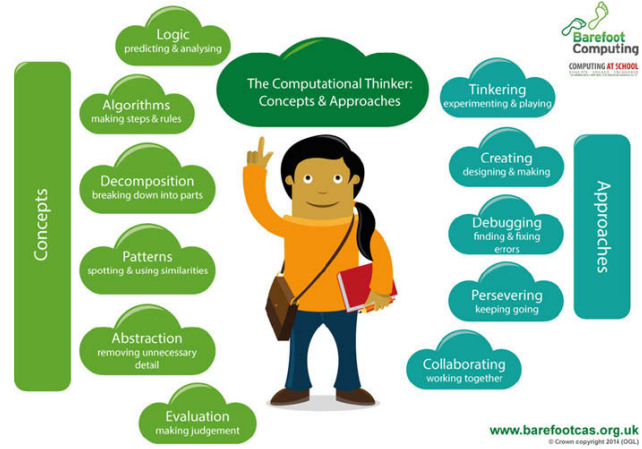 Logic
predicting & analysing
Algorithms
making steps & rules
Decomposition
breaking down into parts
Patterns
spotting & using similarities
Abstraction
removing unnecessary
detail
Evaluation
making judgement
Concepts
The Computational Thinker:
Concepts & Approaches
Barefoot
Computing
COMPUTING AT SCHOOL
Tinkering
experimenting & playing
Creating
designing & making
Debugging
finding & fixing
errors
Persevering
keeping going
Collaborating
working together
Approaches
www.barefootcas.org.uk
© Crown copyright 2014 (OGL)